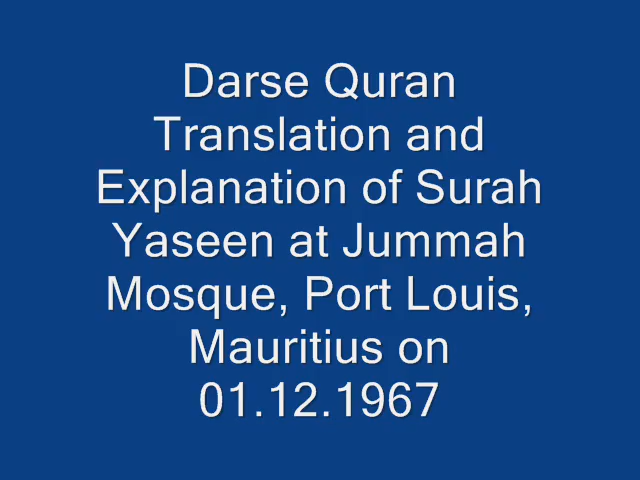 Darse Quran
Translation and
Explanation of Surah
Yaseen at Jummah
Mosque, Port Louis,
Mauritius on
01.12.1967